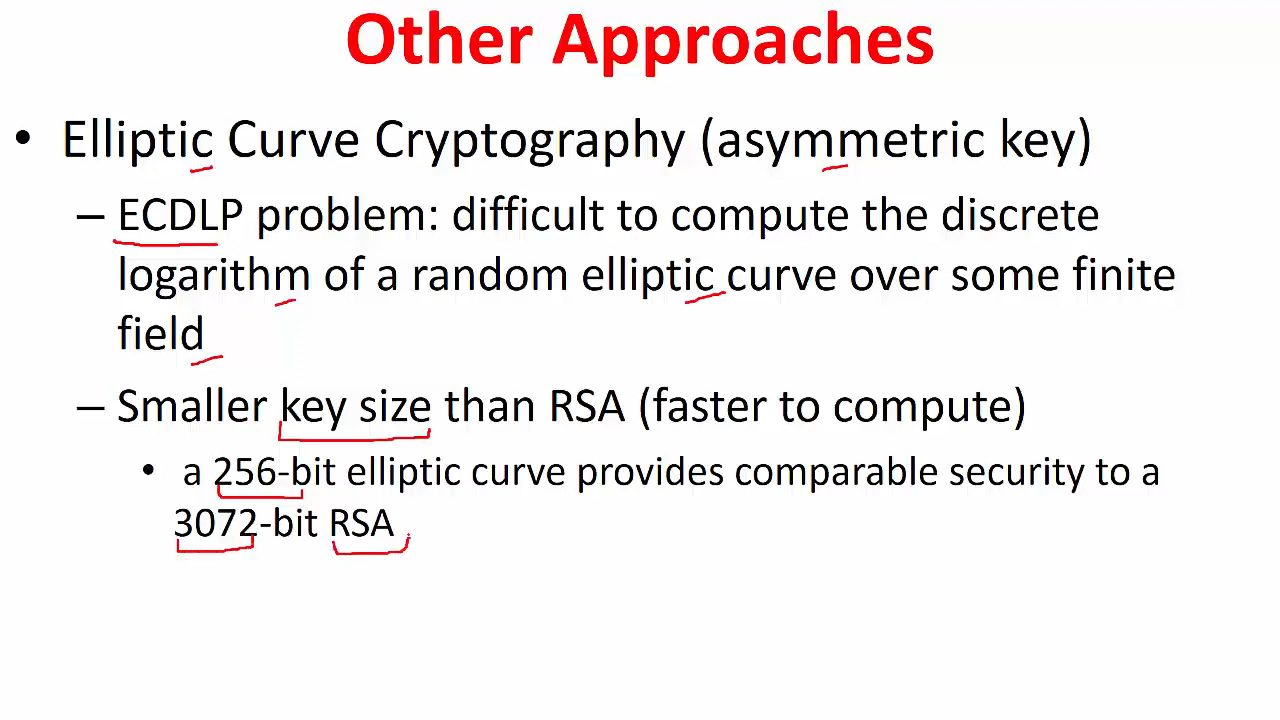 Other Approaches
• Elliptic Curve Cryptography (asymmetric key)
– ECDLP problem: difficult to compute the discrete
logarithm of a random elliptic curve over some finite
field
– Smaller key size than RSA (faster to compute)
• a 256-bit elliptic curve provides comparable security to a
3072-bit RSA